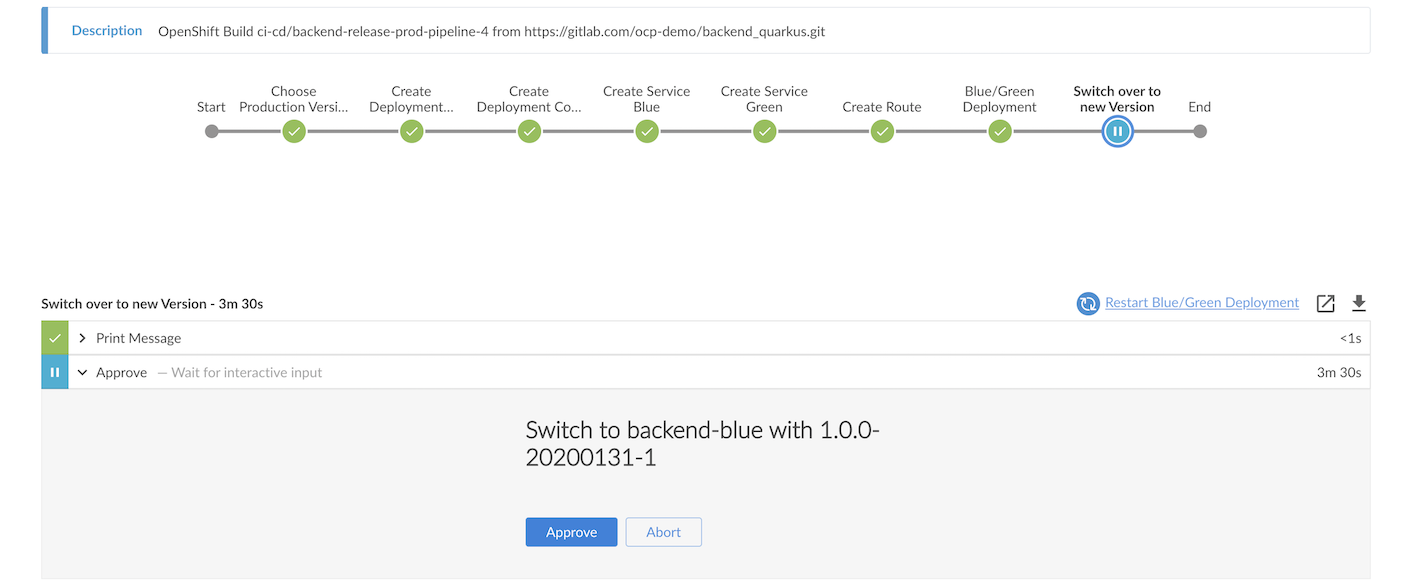 Description OpenShift Build ci-cd/backend-release-prod-pipeline-4 from https://gitlab.com/ocp-demo/backend_quarkus.git
Start
Choose
Production Versi...
Create
Deployment...
Create
Deployment Co...
Create Service
Blue
Create Service
Green
Create Route
Blue/Green
Deployment
Switch over to
new Version
End
Switch over to new Version - 3m 30s
Restart Blue/Green Deployment
Print Message <1s
Approve — Wait for interactive input 3m 30s
Switch to backend-blue with 1.0.0-
20200131-1
Approve Abort